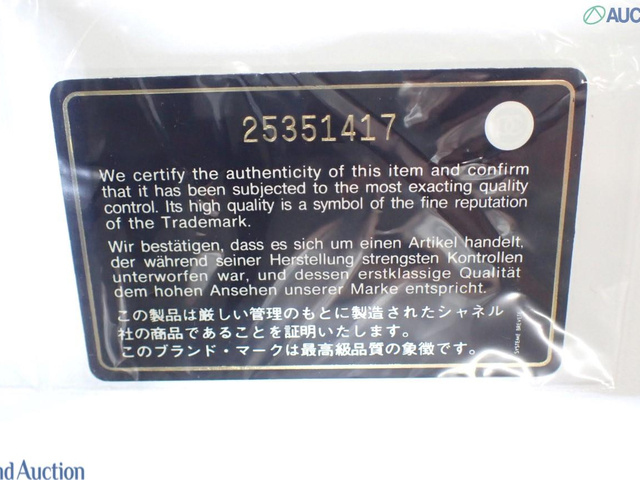 AUC
25351417
We certify the authenticity of this item and confirm
that it has been subjected to the most exacting quality
control. Its high quality is a symbol of the fine reputation
of the Trademark.
Wir bestätigen, dass es sich um einen Artikel handelt,
der während seiner Herstellung strengsten Kontrollen
unterworfen war, und dessen erstklassige Qualität
dem hohen Ansehen unserer Marke entspricht.
この製品は厳しい管理のもとに製造されたシャネル
社の商品であることを証明いたします。
このブランド・マークは最高級品質の象徴です。
nd Auction